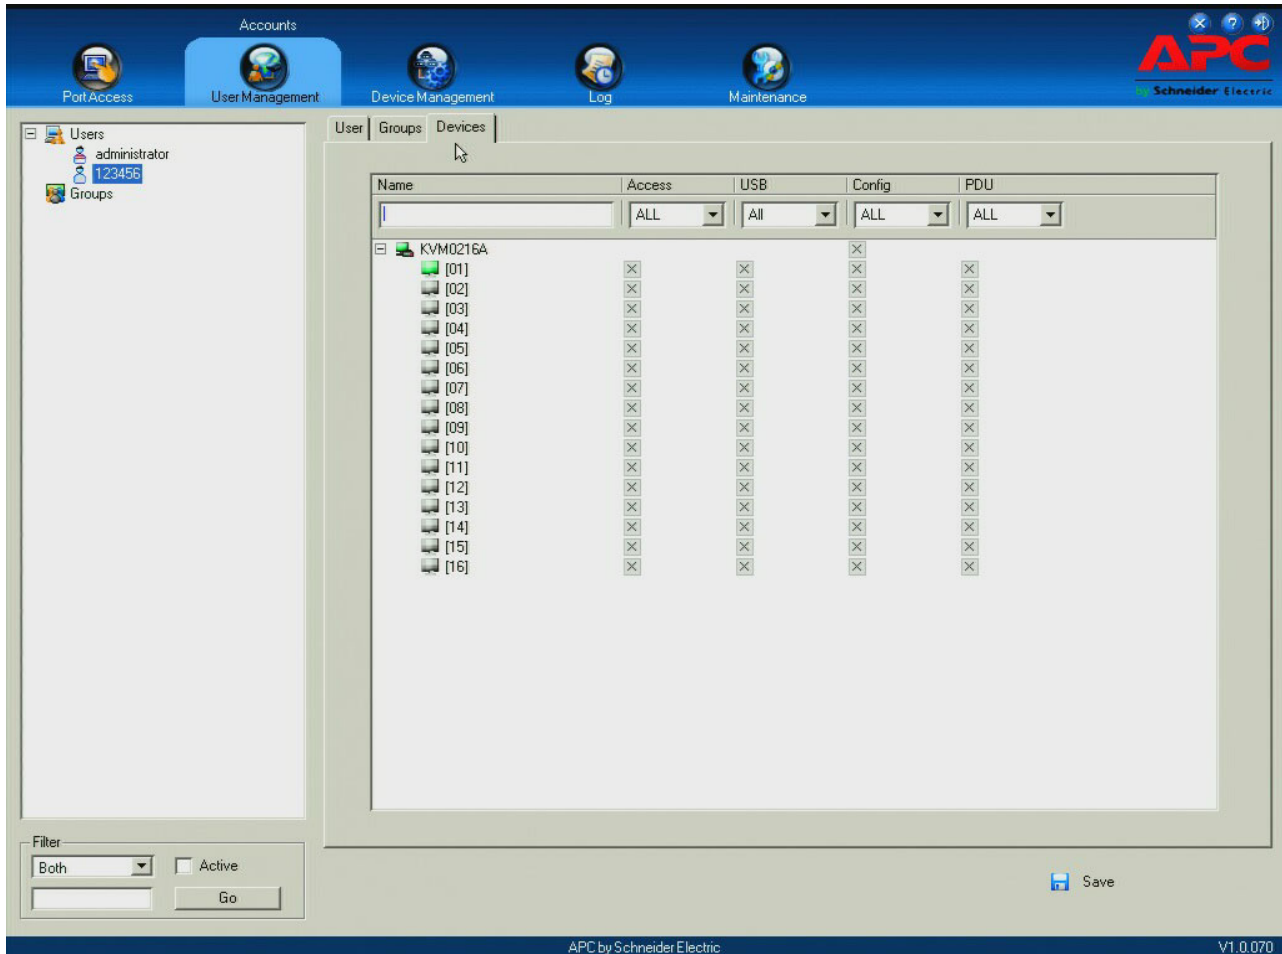 Accounts
Port Access User Management Device Management Log Maintenance
APC
by Schneider Electric
Users
administrator
123456
Groups
User Groups Devices
Name Access USB Config PDU
ALL All ALL ALL
KVM0216A
[01]
[02]
[03]
[04]
[05]
[06]
[07]
[08]
[09]
[10]
[11]
[12]
[13]
[14]
[15]
[16]
Filter
Both Active
Go
Save
APC by Schneider Electric V1.0.070